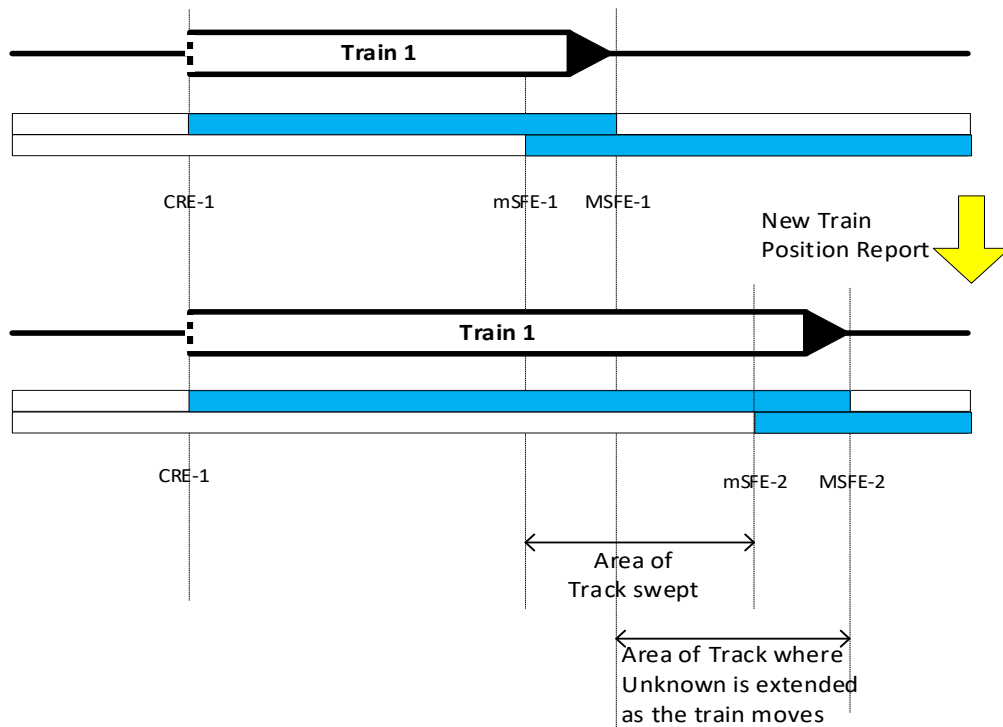 Train 1
CRE-1
mSFE-1
MSFE-1
New Train
Position Report
Train 1
CRE-1
mSFE-2
MSFE-2
Area of
Track swept
Area of Track where
Unknown is extended
as the train moves